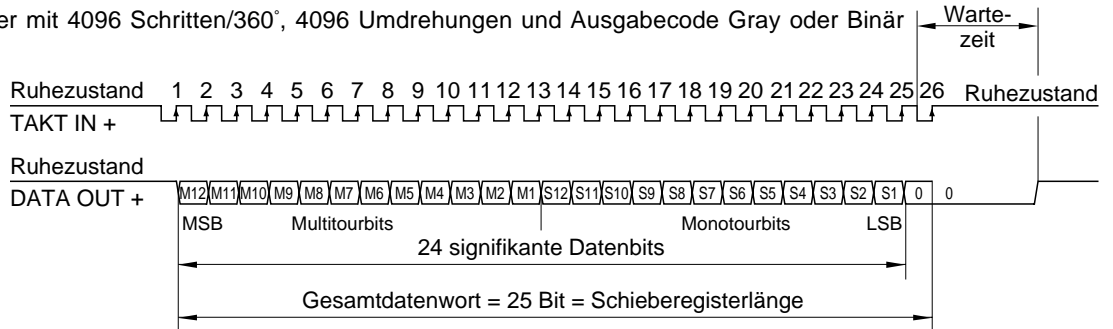 er mit 4096 Schritten/360°, 4096 Umdrehungen und Ausgabecode Gray oder Binär
Warte-
zeit
Ruhezustand 1 2 3 4 5 6 7 8 9 10 11 12 13 14 15 16 17 18 19 20 21 22 23 24 25 26 Ruhezustand
TAKT IN +
Ruhezustand
DATA OUT + M12 M11 M10 M9 M8 M7 M6 M5 M4 M3 M2 M1 S12 S11 S10 S9 S8 S7 S6 S5 S4 S3 S2 S1 0 0
MSB Multitourbits Monotourbits LSB
24 signifikante Datenbits
Gesamtdatenwort = 25 Bit = Schieberegisterlänge